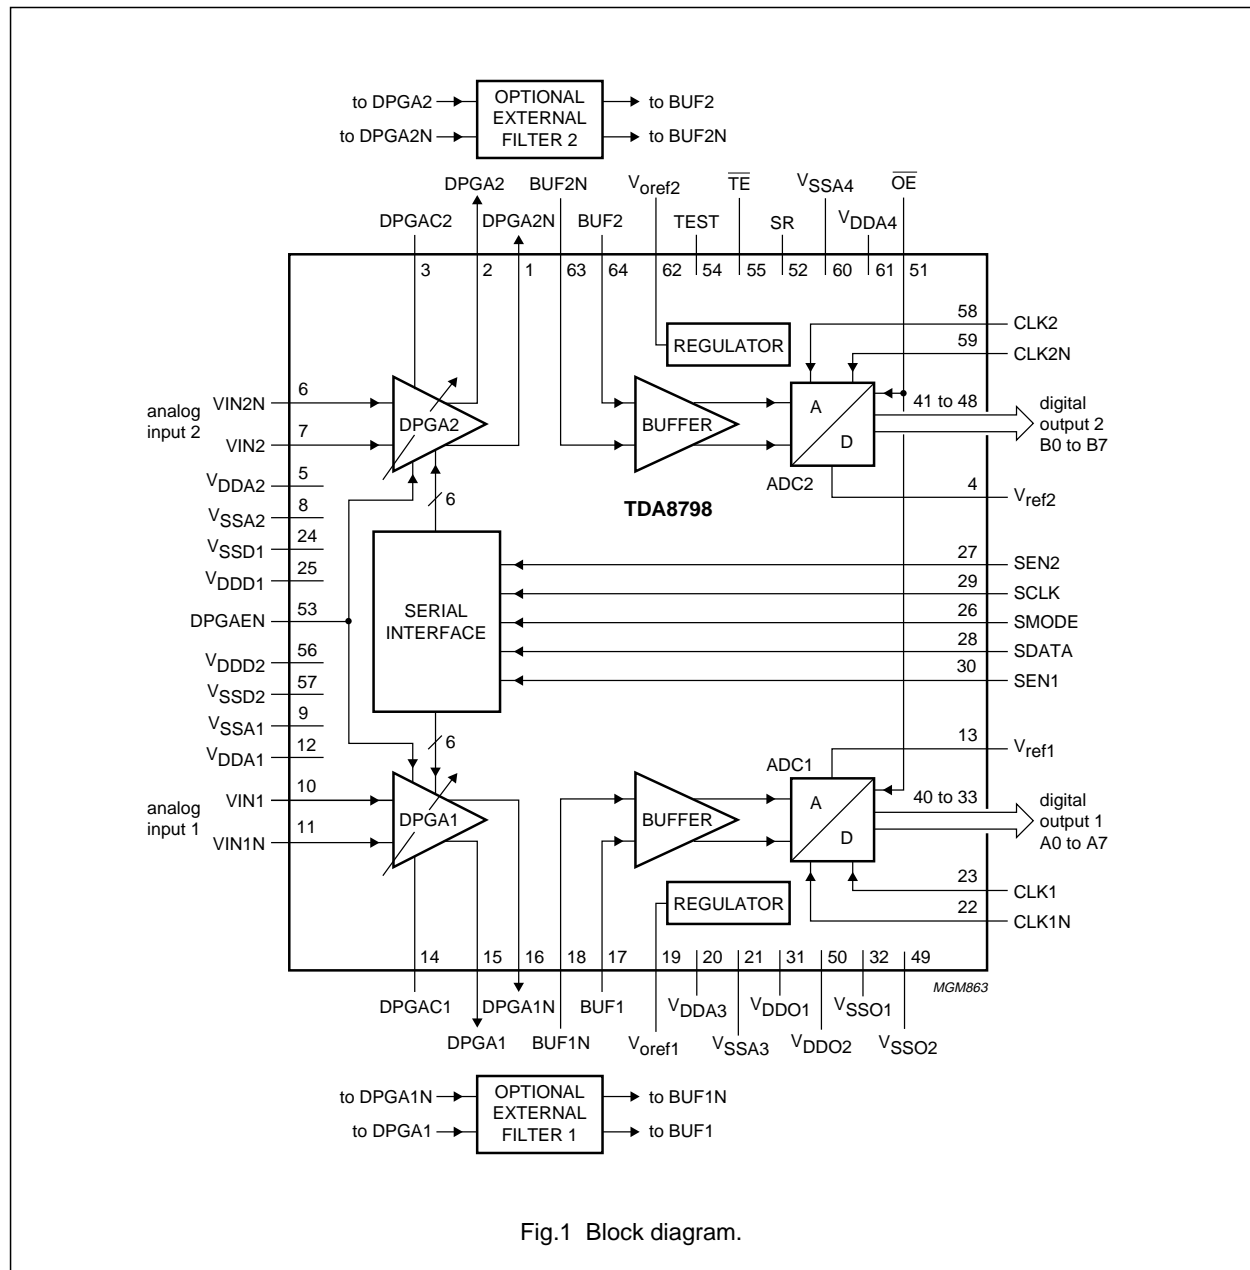 to DPGA2
to DPGA2N
OPTIONAL
EXTERNAL
FILTER 2
to BUF2
to BUF2N
DPGAC2
DPGA2
DPGA2N
BUF2N
BUF2
Voref2
TEST
TE
SR
VSSA4
VDDA4
OE
3
2
1
63
64
62
54
55
52
60
61
51
REGULATOR
58
CLK2
59
CLK2N
analog
input 2
VIN2N
6
VIN2
7
DPGA2
BUFFER
A
D
ADC2
41 to 48
digital
output 2
B0 to B7
4
Vref2
TDA8798
VDDA2
5
VSSA2
8
VSSD1
24
VDDD1
25
DPGAEN
53
VDDD2
56
VSSD2
57
VSSA1
9
VDDA1
12
6
SERIAL
INTERFACE
6
27
SEN2
29
SCLK
26
SMODE
28
SDATA
30
SEN1
13
Vref1
analog
input 1
VIN1
10
VIN1N
11
DPGA1
BUFFER
ADC1
A
D
40 to 33
digital
output 1
A0 to A7
23
CLK1
22
CLK1N
REGULATOR
14
15
16
18
17
19
20
21
31
50
32
49
MGM863
DPGAC1
DPGA1
DPGA1N
BUF1N
BUF1
Voref1
VDDA3
VSSA3
VDDO1
VDDO2
VSSO1
VSSO2
to DPGA1N
to DPGA1
OPTIONAL
EXTERNAL
FILTER 1
to BUF1N
to BUF1
Fig.1 Block diagram.